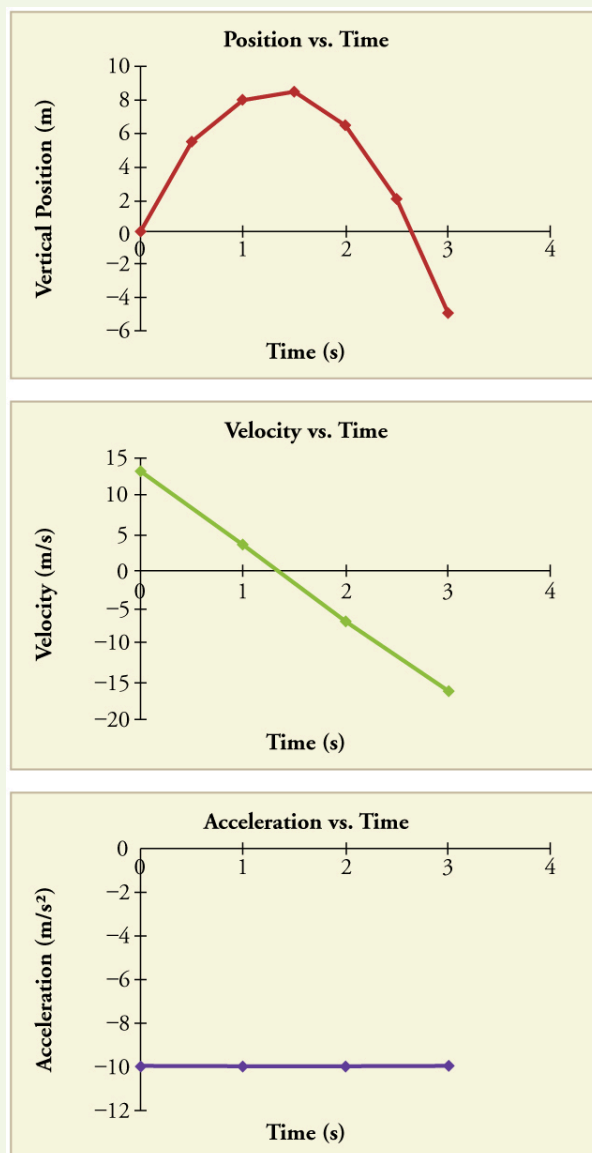 Position vs. Time
10
8
6
4
2
0
−2
−4
−6
0 1 2 3 4
Vertical Position (m)
Time (s)
Velocity vs. Time
15
10
5
0
−5
−10
−15
−20
0 1 2 3 4
Velocity (m/s)
Time (s)
Acceleration vs. Time
0
−2
−4
−6
−8
−10
−12
0 1 2 3 4
Acceleration (m/s²)
Time (s)